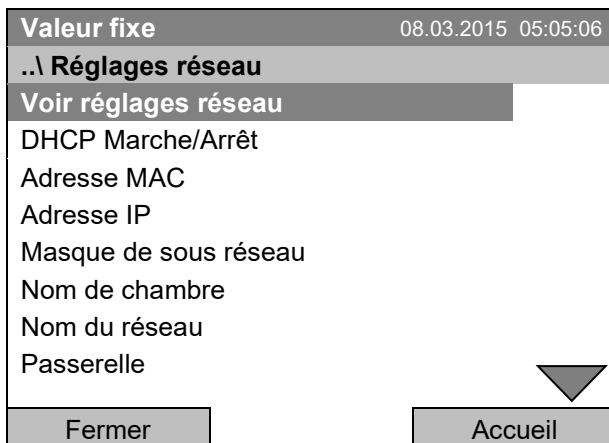 Valeur fixe 08.03.2015 05:05:06
..\ Réglages réseau
Voir réglages réseau
DHCP Marche/Arrêt
Adresse MAC
Adresse IP
Masque de sous réseau
Nom de chambre
Nom du réseau
Passerelle
Fermer Accueil